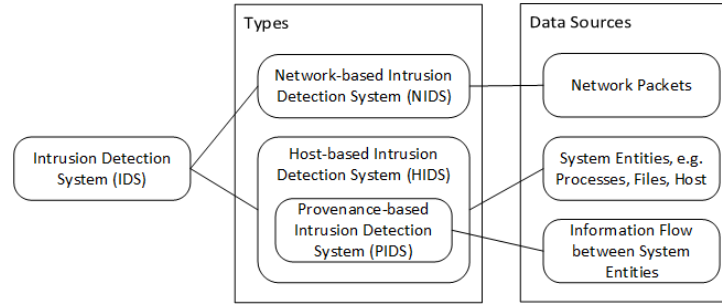 Types
Data Sources
Network-based Intrusion
Detection System (NIDS)
Network Packets
Intrusion Detection
System (IDS)
Host-based Intrusion
Detection System (HIDS)
System Entities, e.g.
Processes, Files, Host
Provenance-based
Intrusion Detection
System (PIDS)
Information Flow
between System
Entities